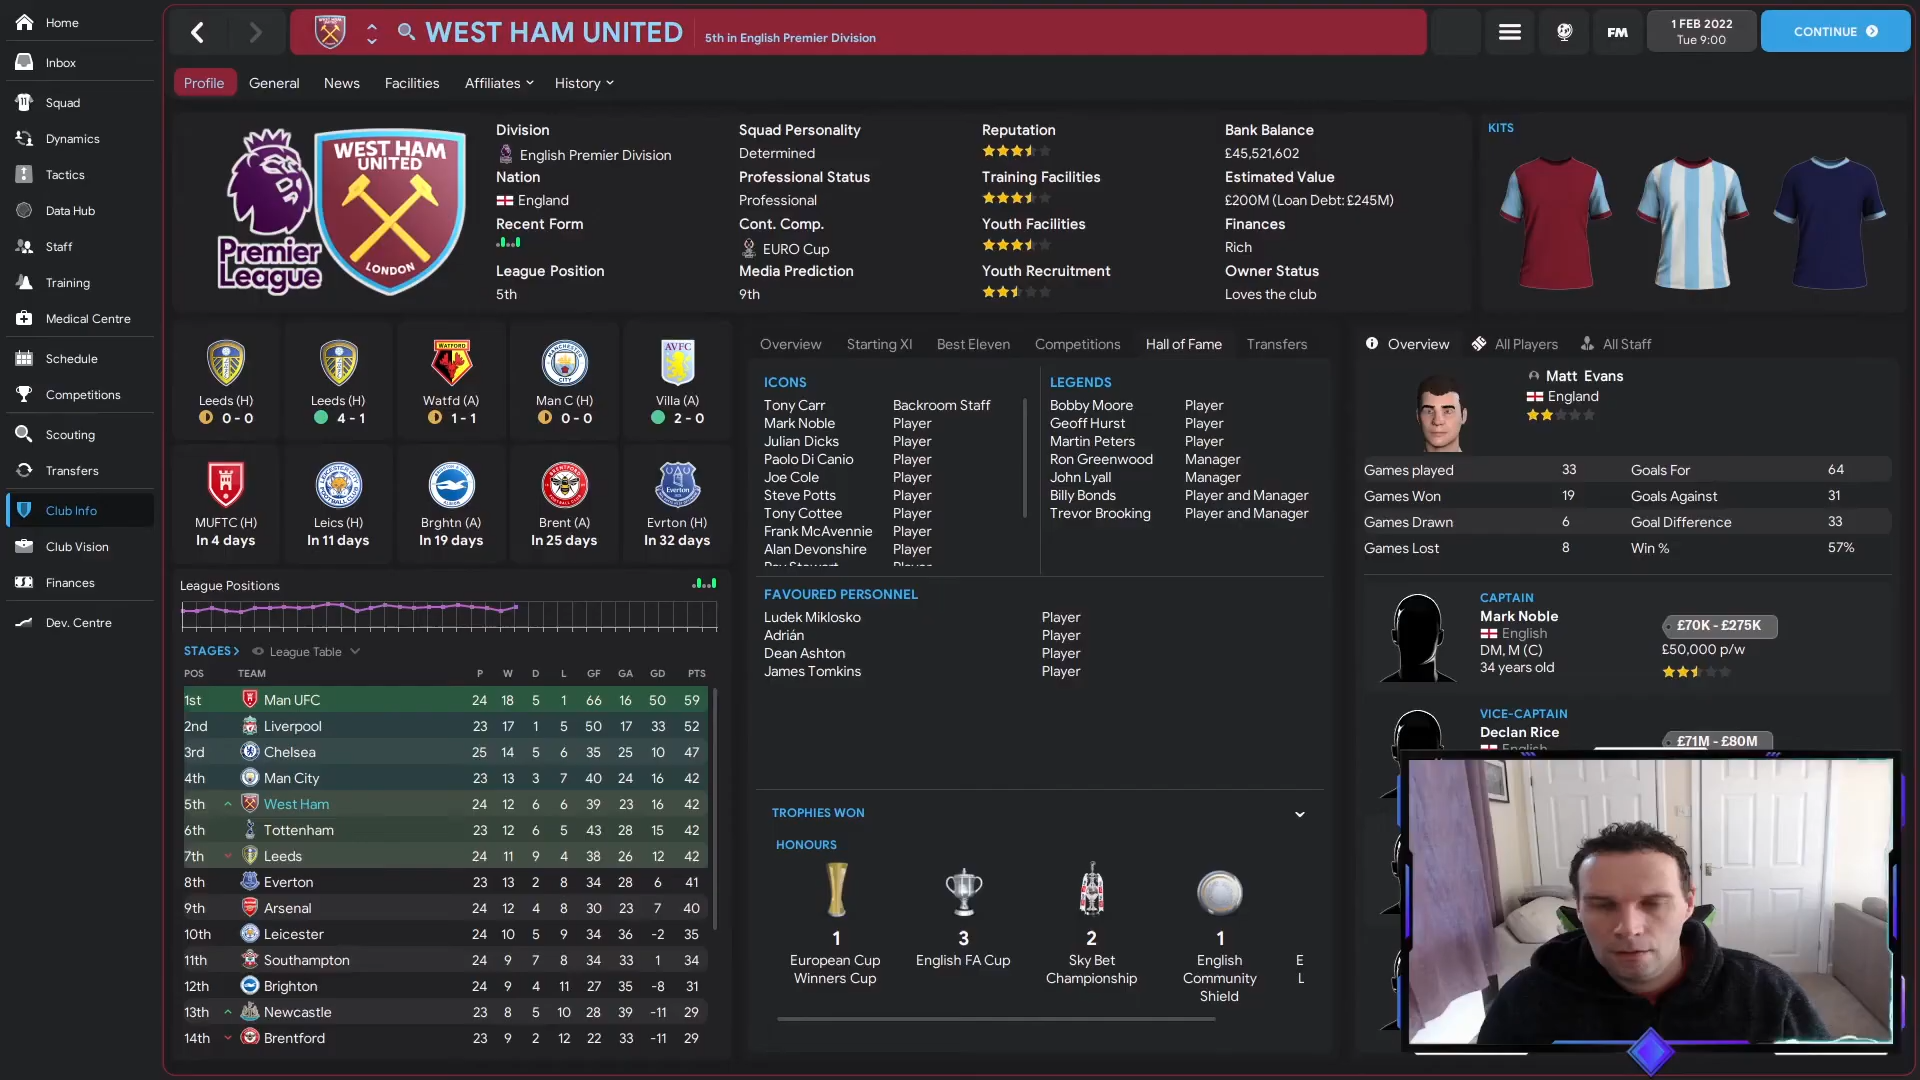 Home
Inbox
Squad
Dynamics
Tactics
Data Hub
Staff
Training
Medical Centre
Schedule
Competitions
Scouting
Transfers
Club Info
Club Vision
Finances
Dev. Centre
WEST HAM UNITED
5th in English Premier Division
FM
1 FEB 2022
Tue 9:00
CONTINUE
Profile General News Facilities Affiliates History
Premier League
WEST HAM UNITED
LONDON
Division
English Premier Division
Nation
England
Recent Form
League Position
5th
Squad Personality
Determined
Professional Status
Professional
Cont. Comp.
EURO Cup
Media Prediction
9th
Reputation
Training Facilities
Youth Facilities
Youth Recruitment
Bank Balance
£45,521,602
Estimated Value
£200M (Loan Debt: £245M)
Finances
Rich
Owner Status
Loves the club
KITS
Leeds (H) 0 - 0
Leeds (H) 4 - 1
Watfd (A) 1 - 1
Man C (H) 0 - 0
Villa (A) 2 - 0
MUFTC (H) In 4 days
Leics (H) In 11 days
Brghtn (A) In 19 days
Brent (A) In 25 days
Evrton (H) In 32 days
League Positions
STAGES> League Table
POS TEAM P W D L GF GA GD PTS
1st Man UFC 24 18 5 1 66 16 50 59
2nd Liverpool 23 17 1 5 50 17 33 52
3rd Chelsea 25 14 5 6 35 25 10 47
4th Man City 23 13 3 7 40 24 16 42
5th West Ham 24 12 6 6 39 23 16 42
6th Tottenham 23 12 6 5 43 28 15 42
7th Leeds 24 11 9 4 38 26 12 42
8th Everton 23 13 2 8 34 28 6 41
9th Arsenal 24 12 4 8 30 23 7 40
10th Leicester 24 10 5 9 34 36 -2 35
11th Southampton 24 9 7 8 34 33 1 34
12th Brighton 24 9 4 11 27 35 -8 31
13th Newcastle 23 8 5 10 28 39 -11 29
14th Brentford 23 9 2 12 22 33 -11 29
Overview Starting XI Best Eleven Competitions Hall of Fame Transfers
ICONS
Tony Carr Backroom Staff
Mark Noble Player
Julian Dicks Player
Paolo Di Canio Player
Joe Cole Player
Steve Potts Player
Tony Cottee Player
Frank McAvennie Player
Alan Devonshire Player
LEGENDS
Bobby Moore Player
Geoff Hurst Player
Martin Peters Player
Ron Greenwood Manager
John Lyall Manager
Billy Bonds Player and Manager
Trevor Brooking Player and Manager
FAVOURED PERSONNEL
Ludek Miklosko Player
Adrián Player
Dean Ashton Player
James Tomkins Player
TROPHIES WON
HONOURS
1 European Cup Winners Cup
3 English FA Cup
2 Sky Bet Championship
1 English Community Shield
E
L
Overview All Players All Staff
Matt Evans
England
Games played 33 Goals For 64
Games Won 19 Goals Against 31
Games Drawn 6 Goal Difference 33
Games Lost 8 Win % 57%
CAPTAIN
Mark Noble
English
DM, M (C)
34 years old
£70K - £275K
£50,000 p/w
VICE-CAPTAIN
Declan Rice
English
£71M - £80M